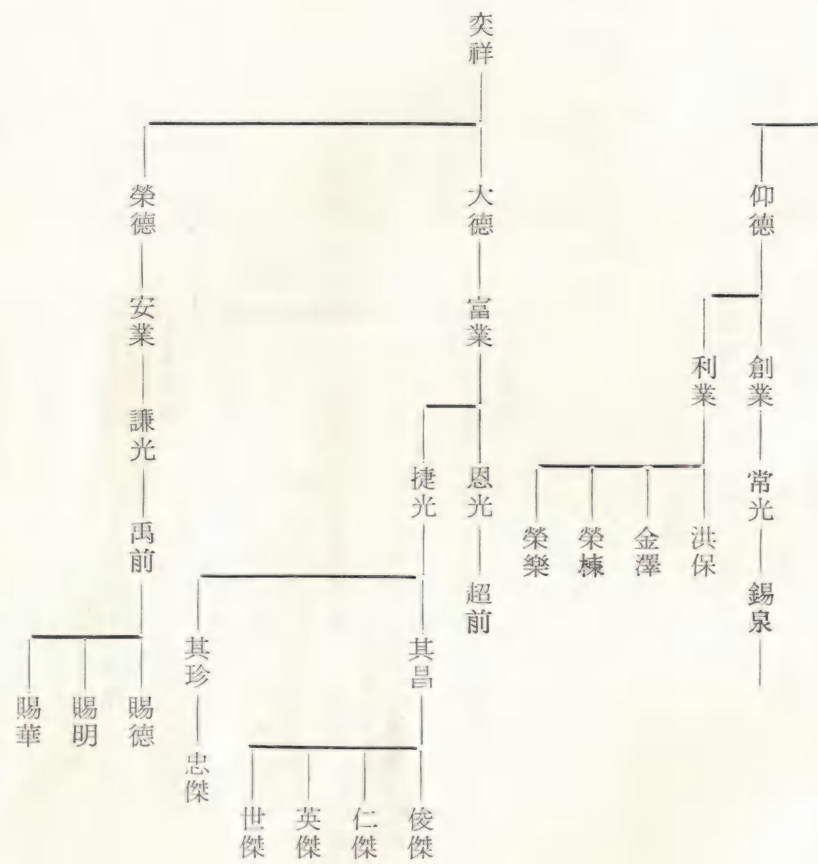 仰德
創業
常光
錫泉
利業
洪保
金澤
榮棟
榮樂
奕祥
大德
富業
恩光
超前
捷光
其昌
俊傑
仁傑
英傑
世傑
其珍
忠傑
榮德
安業
謙光
禹前
賜德
賜明
賜華